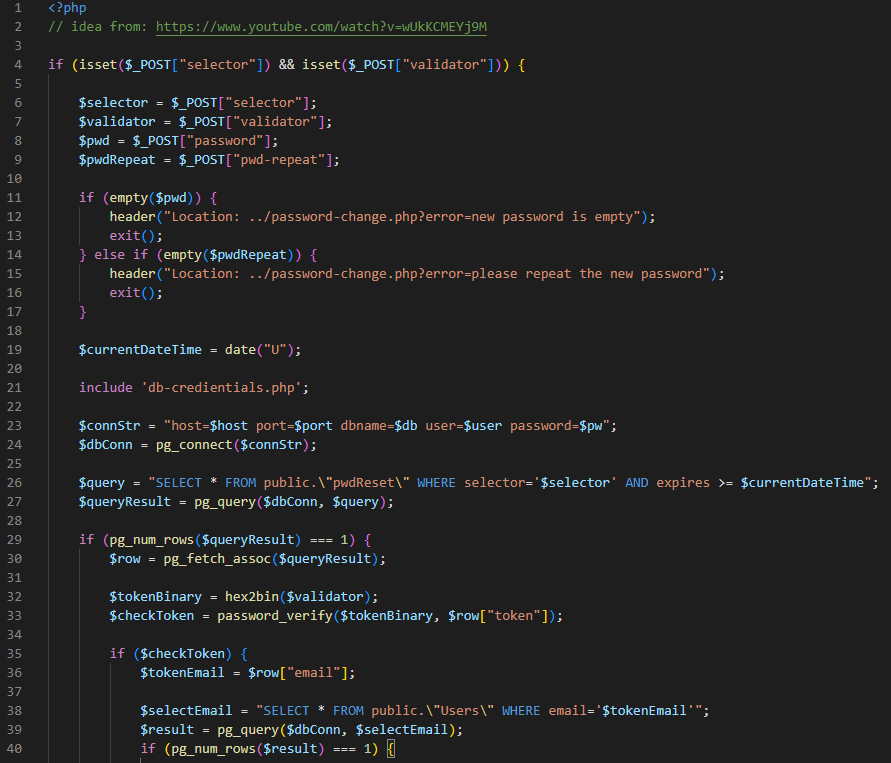 1 <?php
2 // idea from: https://www.youtube.com/watch?v=wUkKCMEYj9M
3
4 if (isset($_POST["selector"]) && isset($_POST["validator"])) {
5
6 $selector = $_POST["selector"];
7 $validator = $_POST["validator"];
8 $pwd = $_POST["password"];
9 $pwdRepeat = $_POST["pwd-repeat"];
10
11 if (empty($pwd)) {
12 header("Location: ../password-change.php?error=new password is empty");
13 exit();
14 } else if (empty($pwdRepeat)) {
15 header("Location: ../password-change.php?error=please repeat the new password");
16 exit();
17 }
18
19 $currentDateTime = date("U");
20
21 include 'db-credientials.php';
22
23 $connStr = "host=$host port=$port dbname=$db user=$user password=$pw";
24 $dbConn = pg_connect($connStr);
25
26 $query = "SELECT * FROM public.\"pwdReset\" WHERE selector='$selector' AND expires >= $currentDateTime";
27 $queryResult = pg_query($dbConn, $query);
28
29 if (pg_num_rows($queryResult) === 1) {
30 $row = pg_fetch_assoc($queryResult);
31
32 $tokenBinary = hex2bin($validator);
33 $checkToken = password_verify($tokenBinary, $row["token"]);
34
35 if ($checkToken) {
36 $tokenEmail = $row["email"];
37
38 $selectEmail = "SELECT * FROM public.\"Users\" WHERE email='$tokenEmail'";
39 $result = pg_query($dbConn, $selectEmail);
40 if (pg_num_rows($result) === 1) {